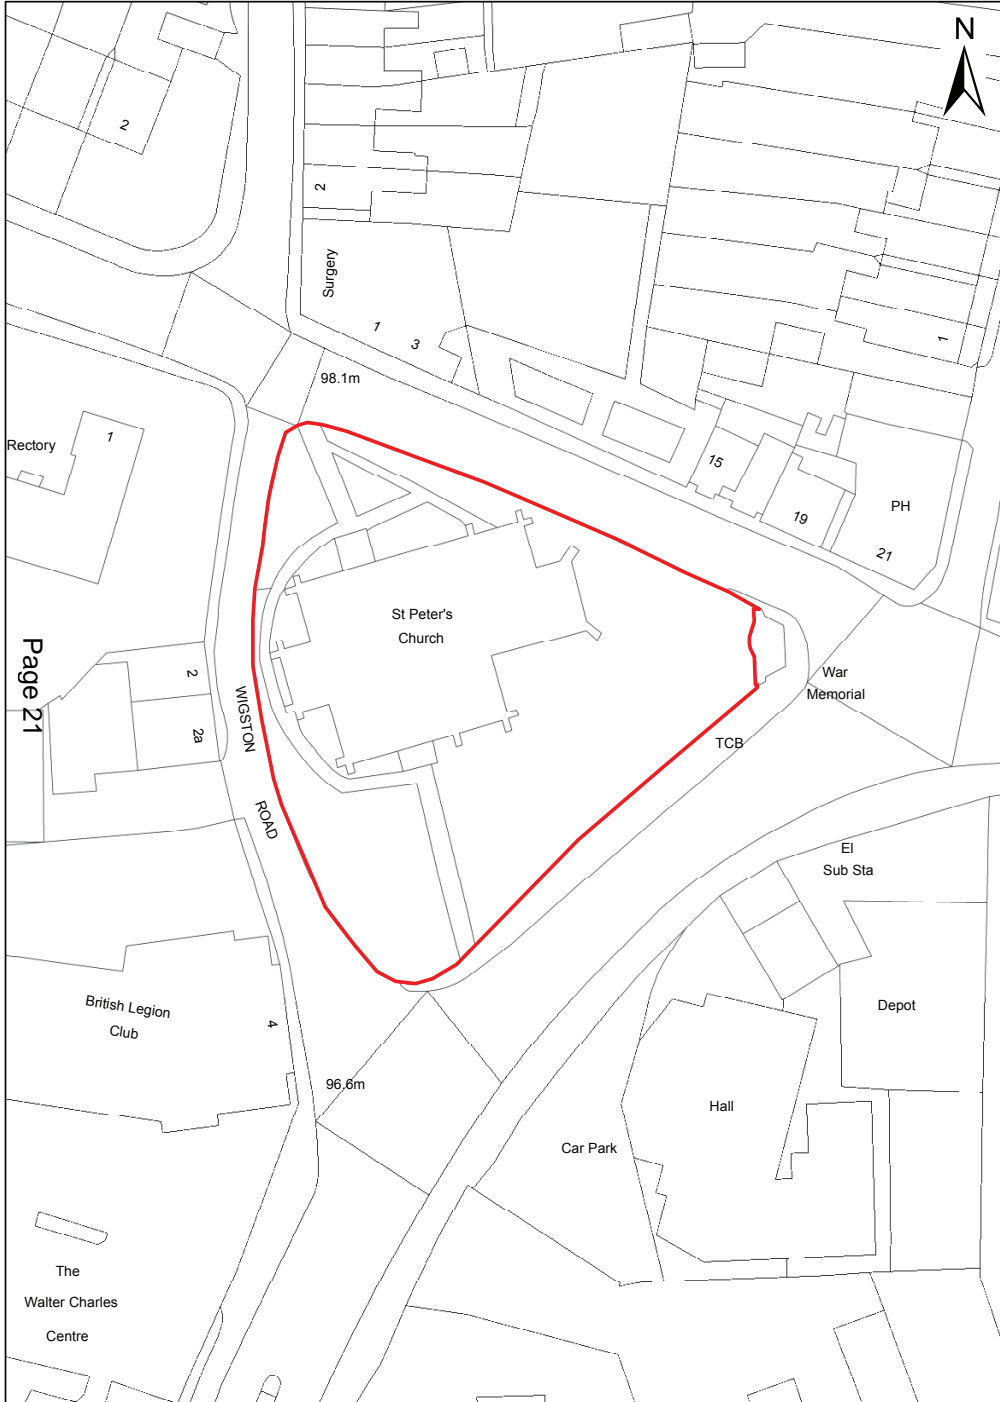 N
2
2
Surgery
1
3
98.1m
1
Rectory
1
15
19
PH
21
St Peter's
Church
War
Memorial
TCB
2
2a
WIGSTON
ROAD
Page 21
El
Sub Sta
British Legion
Club
4
Depot
96.6m
Hall
Car Park
The
Walter Charles
Centre